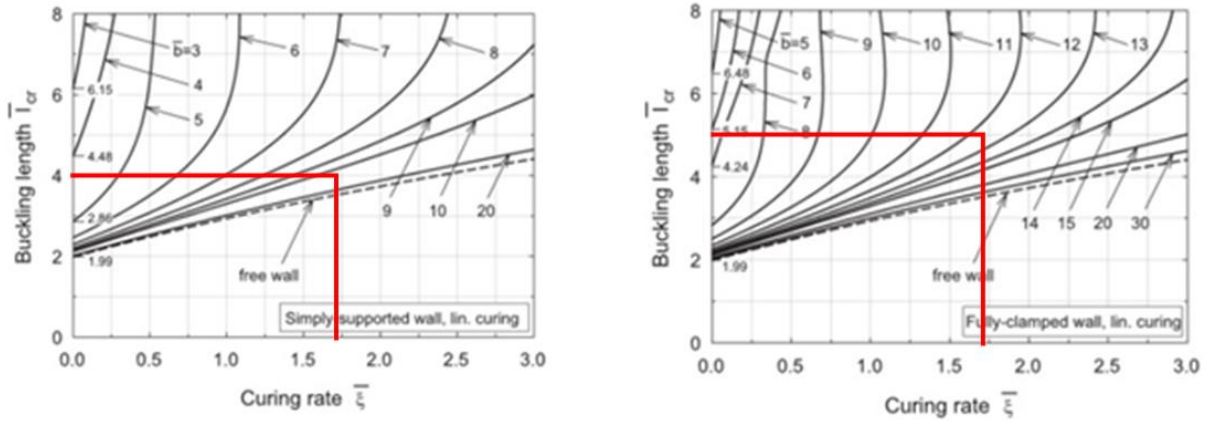 Buckling length l̅cr
8
6
4
2
0
0.0 0.5 1.0 1.5 2.0 2.5 3.0
Curing rate ξ̅
b̅=3
4
5
6
7
8
9 10 20
6.15
4.48
2.86
1.99
free wall
Simply-supported wall, lin. curing
Buckling length l̅cr
8
6
4
2
0
0.0 0.5 1.0 1.5 2.0 2.5 3.0
Curing rate ξ̅
b̅=5
6
7
8
9 10 11 12 13
14 15 20 30
6.48
5.15
4.24
1.99
free wall
Fully-clamped wall, lin. curing